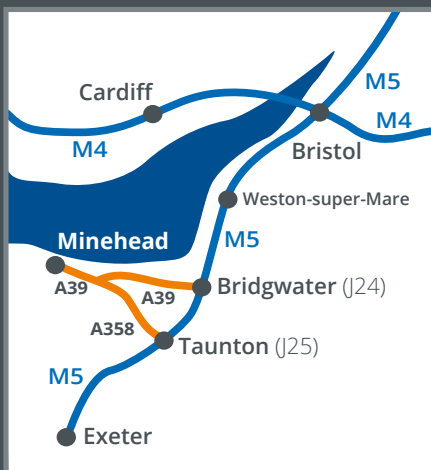 M5
Cardiff
M4
M4
Bristol
Weston-super-Mare
Minehead
M5
A39
A39
Bridgwater (J24)
A358
Taunton (J25)
M5
Exeter